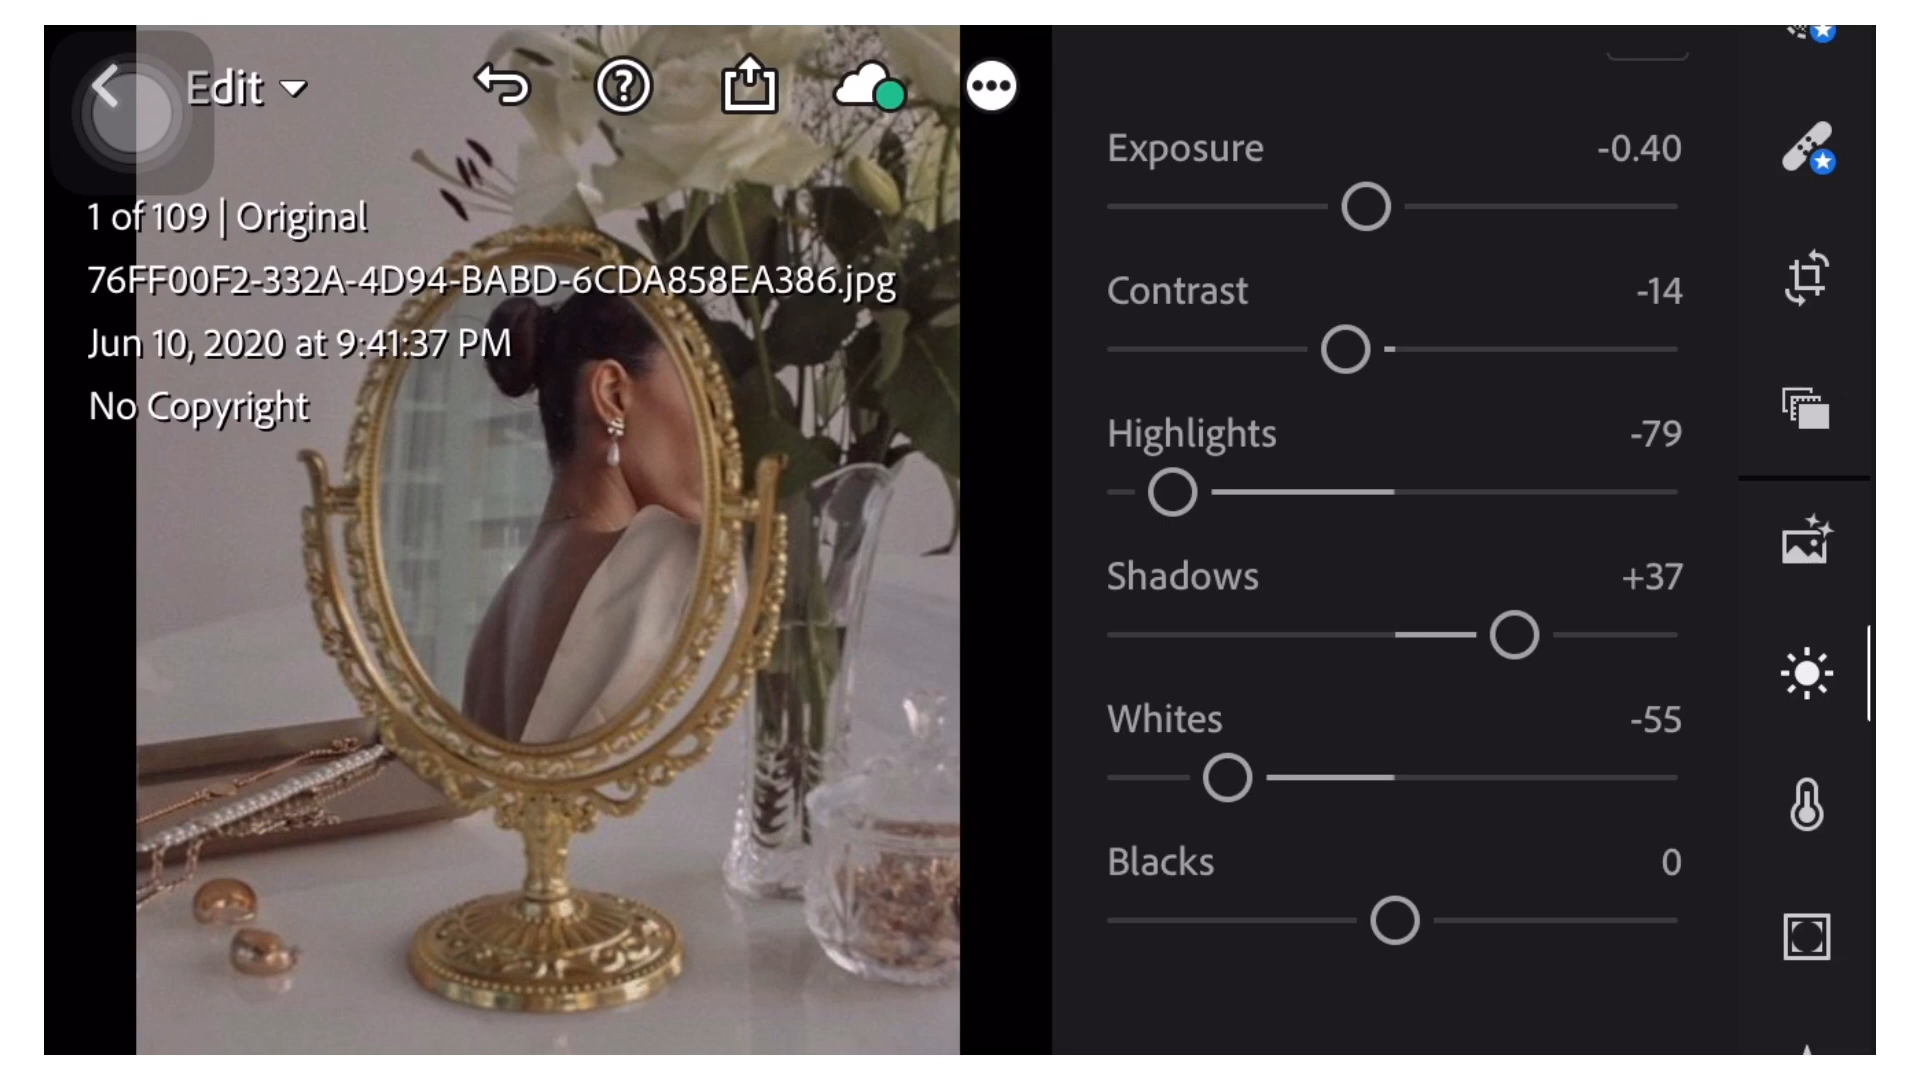 Edit
1 of 109 | Original
76FF00F2-332A-4D94-BABD-6CDA858EA386.jpg
Jun 10, 2020 at 9:41:37 PM
No Copyright
Exposure -0.40
Contrast -14
Highlights -79
Shadows +37
Whites -55
Blacks 0